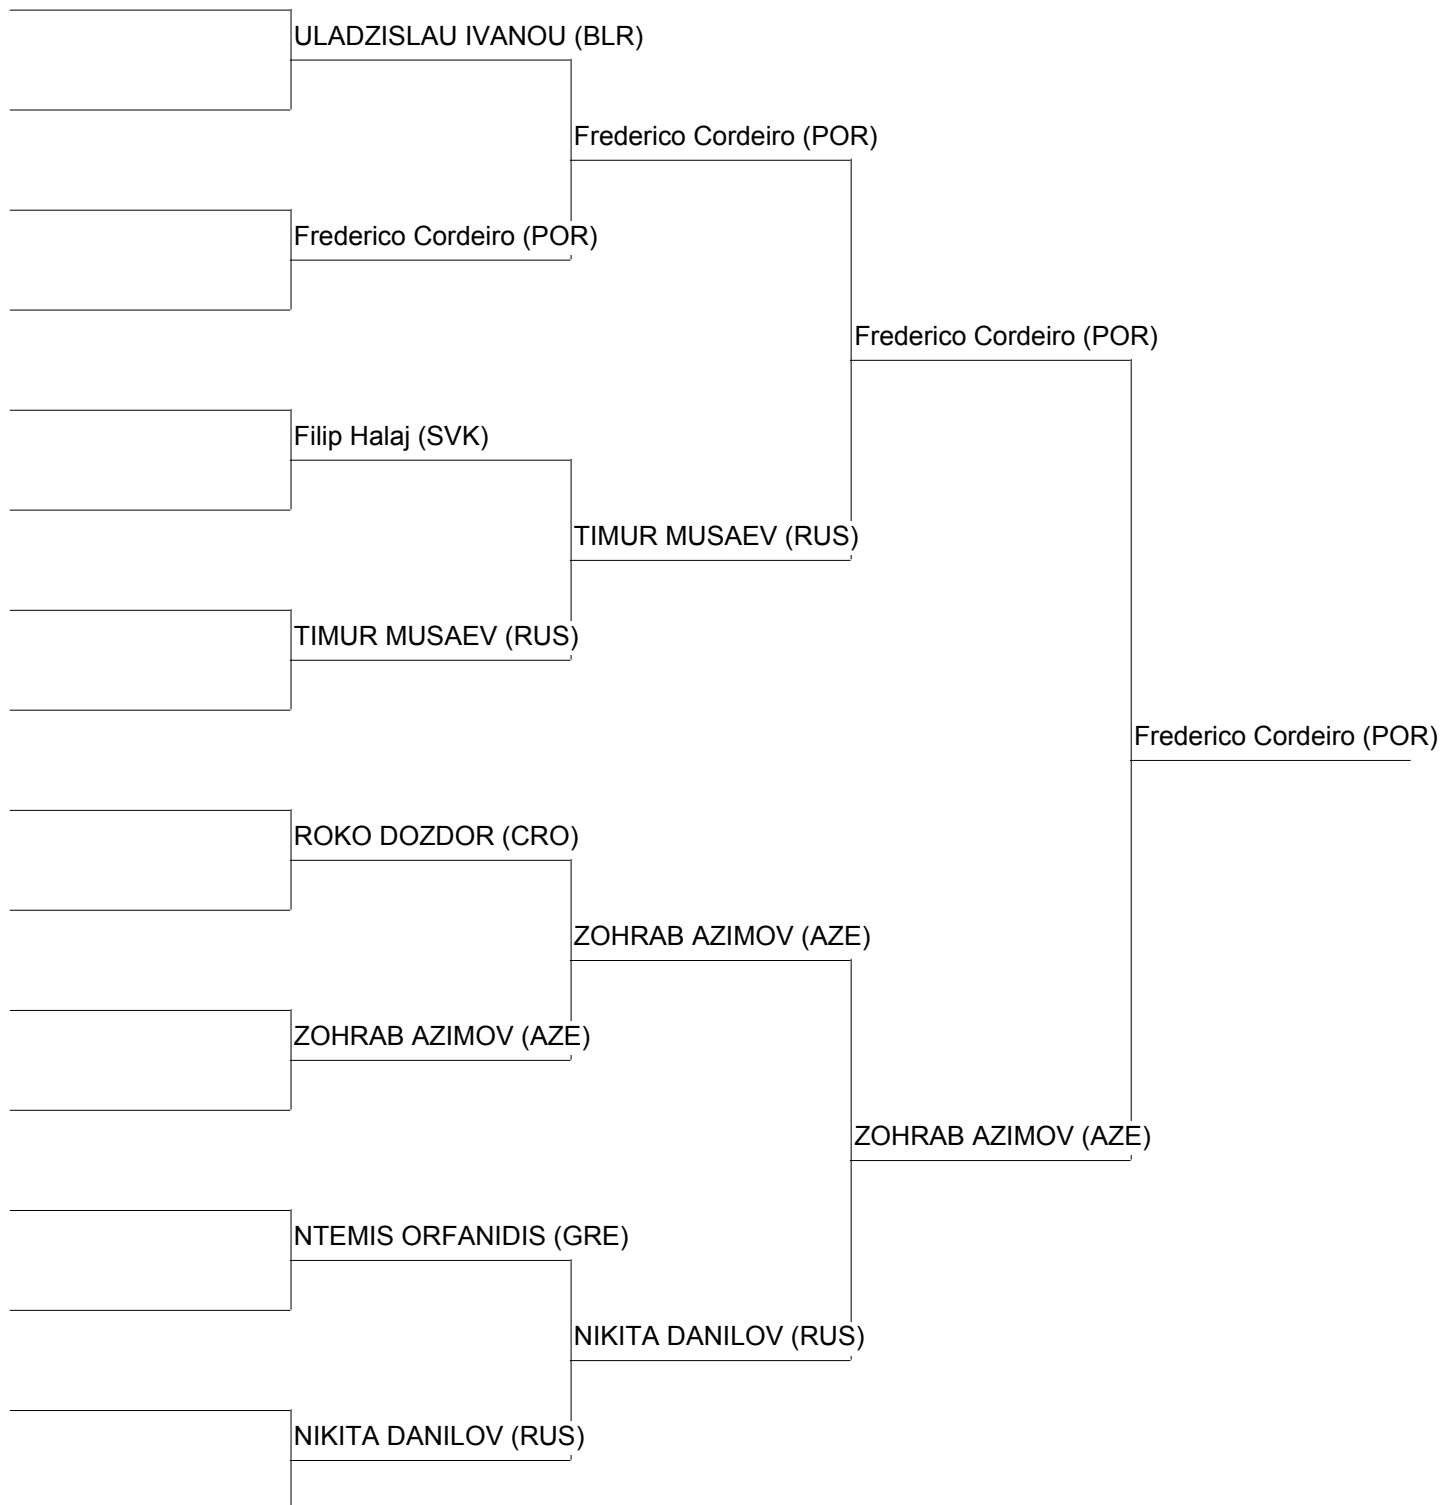 ULADZISLAU IVANOU (BLR)
Frederico Cordeiro (POR)
Frederico Cordeiro (POR)
Frederico Cordeiro (POR)
Filip Halaj (SVK)
TIMUR MUSAEV (RUS)
TIMUR MUSAEV (RUS)
Frederico Cordeiro (POR)
ROKO DOZDOR (CRO)
ZOHRAB AZIMOV (AZE)
ZOHRAB AZIMOV (AZE)
ZOHRAB AZIMOV (AZE)
NTEMIS ORFANIDIS (GRE)
NIKITA DANILOV (RUS)
NIKITA DANILOV (RUS)